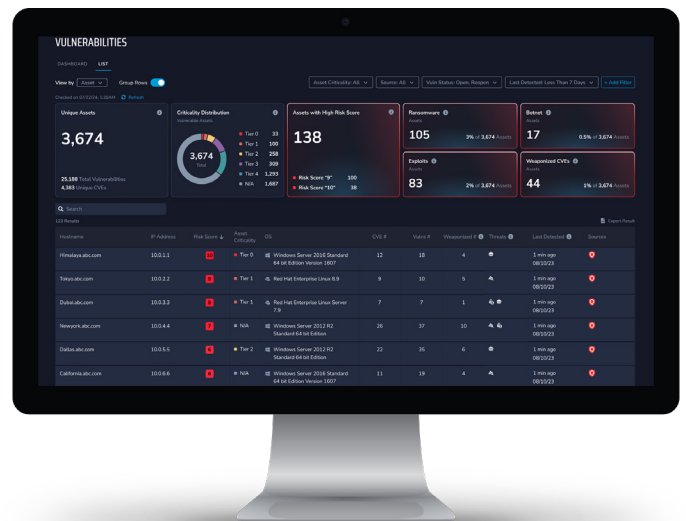 VULNERABILITIES
DASHBOARD LIST
View by Asset Group Rows Asset Criticality: All Source: All Vuln Status: Open, Reopen Last Detected: Less Than 7 Days + Add Filter
Refresh
Unique Assets
3,674
25,188 Total Vulnerabilities
4,383 Unique CVEs
Criticality Distribution
Vulnerable Assets
3,674
Total
Tier 0 33
Tier 1 100
Tier 2 258
Tier 3 309
Tier 4 1,293
N/A 1,687
Assets with High Risk Score
138
Risk Score "9" 100
Risk Score "10" 38
Ransomware
Assets
105 3% of 3,674 Assets
Botnet
Assets
17 0.5% of 3,674 Assets
Exploits
Assets
83 2% of 3,674 Assets
Weaponized CVEs
Assets
44 1% of 3,674 Assets
Search
123 Results Export Result
Hostname IP Address Risk Score Asset Criticality OS CVE # Vulns # Weaponized # Threats Last Detected Sources
Himalaya.abc.com 10.0.1.1 10 Tier 0 Windows Server 2016 Standard 12 18 4 1 min ago
64 bit Edition Version 1607 08/10/23
Tokyo.abc.com 10.0.2.2 Tier 1 Red Hat Enterprise Linux 8.9 9 10 5 1 min ago
08/10/23
Dubai.abc.com 10.0.3.3 Tier 1 Red Hat Enterprise Linux Server 7 7 1 1 min ago
7.9 08/10/23
Newyork.abc.com 10.0.4.4 7 N/A Windows Server 2012 R2 26 37 10 1 min ago
Standard 64 bit Edition 08/10/23
Dallas.abc.com 10.0.5.5 Tier 2 Windows Server 2012 R2 22 35 6 1 min ago
Standard 64 bit Edition 08/10/23
California.abc.com 10.0.6.6 N/A Windows Server 2016 Standard 11 19 4 1 min ago
64 bit Edition Version 1607 08/10/23